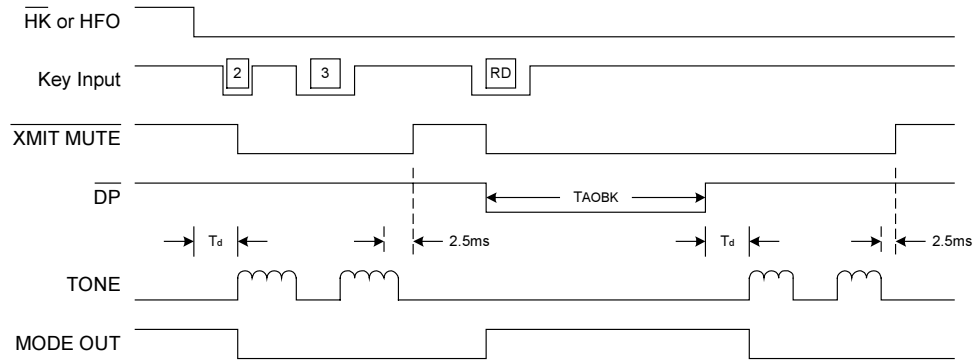 HK or HFO
Key Input
2
3
RD
XMIT MUTE
DP
TAOBK
Td
2.5ms
Td
2.5ms
TONE
MODE OUT